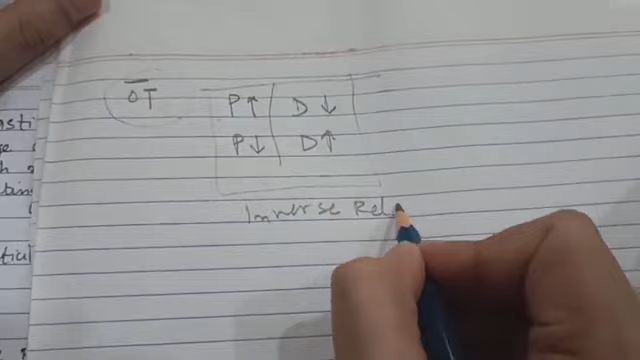 OT
P↑ D↓
P↓ D↑
Inverse Rel